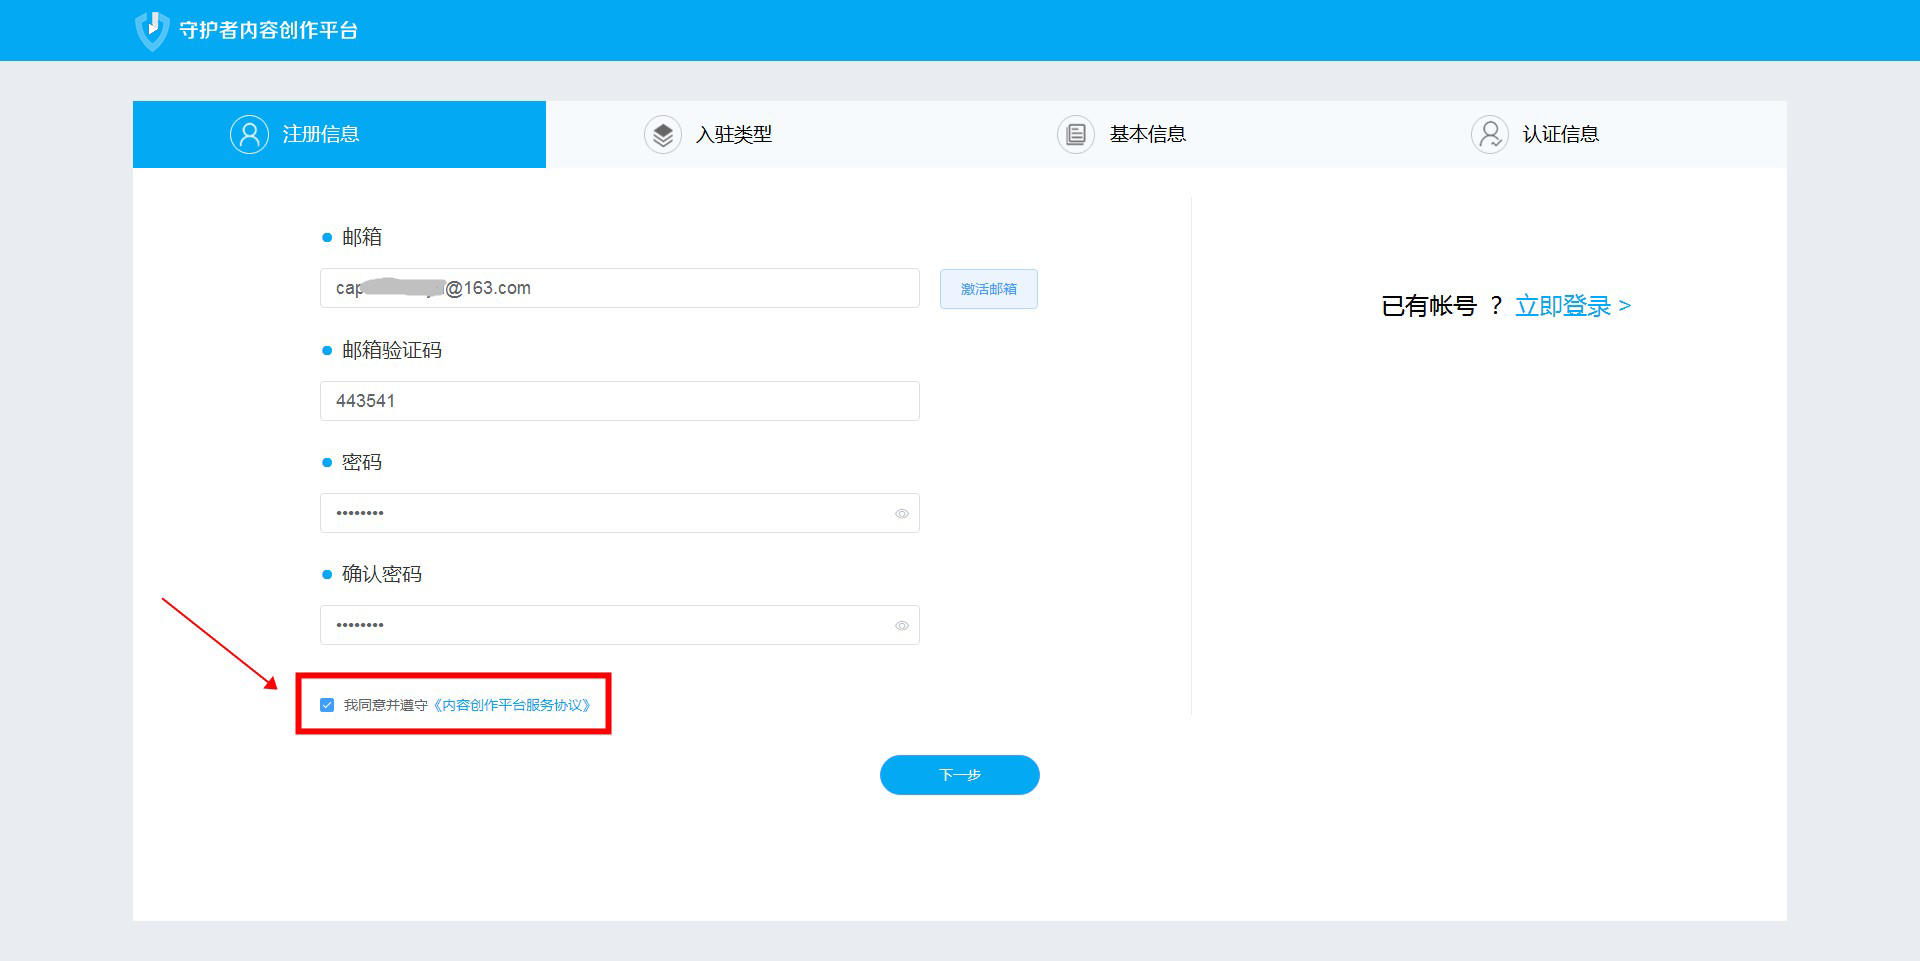 守护者内容创作平台
注册信息
入驻类型
基本信息
认证信息
邮箱
cap @163.com
激活邮箱
邮箱验证码
443541
密码
••••••••
确认密码
••••••••
我同意并遵守《内容创作平台服务协议》
下一步
已有帐号 ？ 立即登录 >